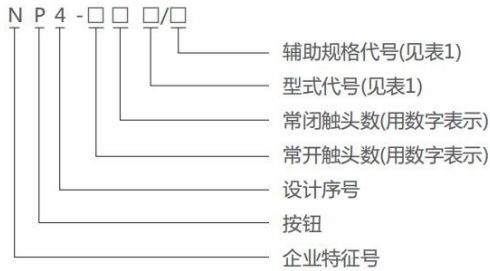 NP4-□□ □/□
辅助规格代号(见表1)
型式代号(见表1)
常闭触头数(用数字表示)
常开触头数(用数字表示)
设计序号
按钮
企业特征号